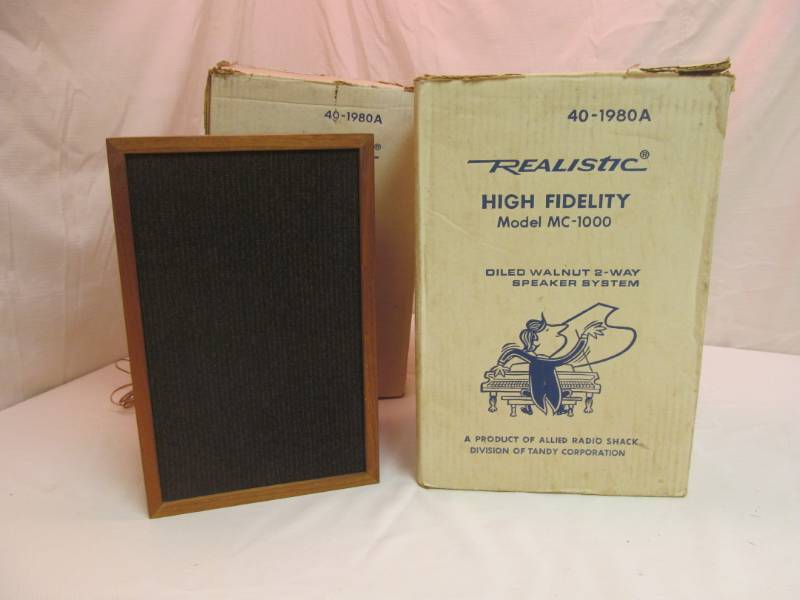 40-1980A
®
40-1980A
REALISTIC®
HIGH FIDELITY
Model MC-1000
OILED WALNUT 2-WAY
SPEAKER SYSTEM
A PRODUCT OF ALLIED RADIO SHACK
DIVISION OF TANDY CORPORATION